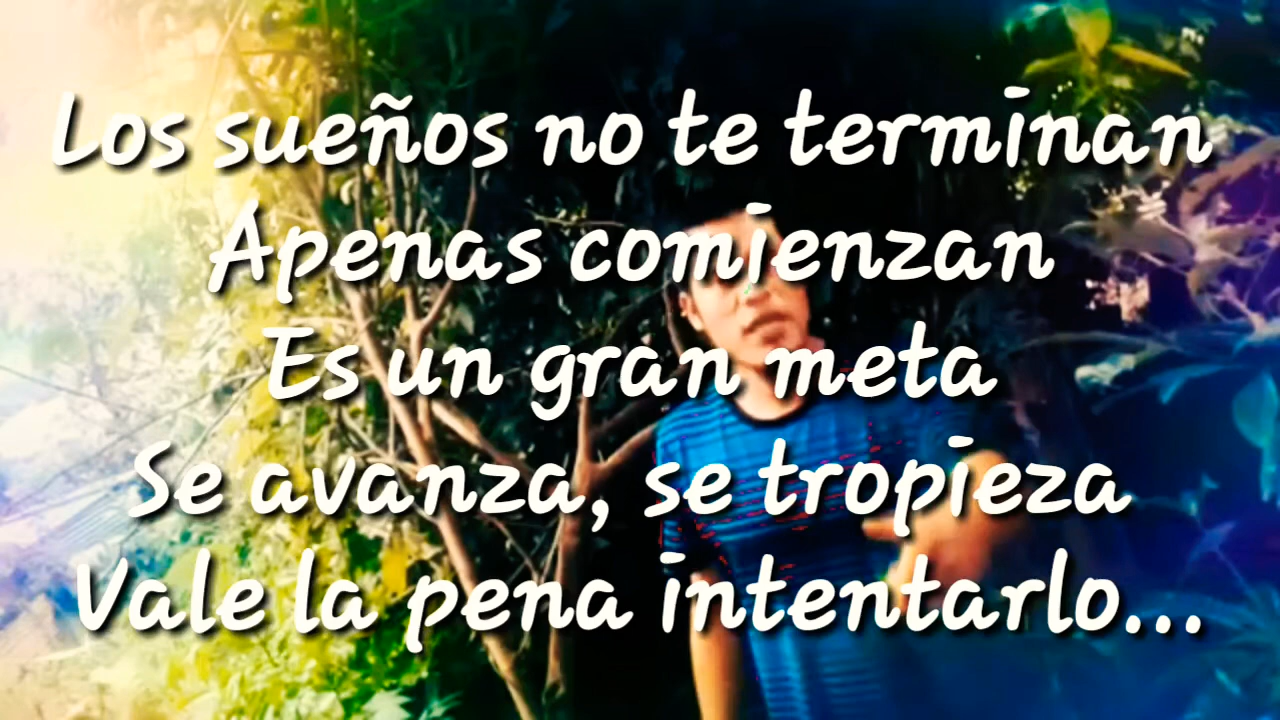 Los sueños no te terminan
Apenas comienzan
Es un gran meta
Se avanza, se tropieza
Vale la pena intentarlo...